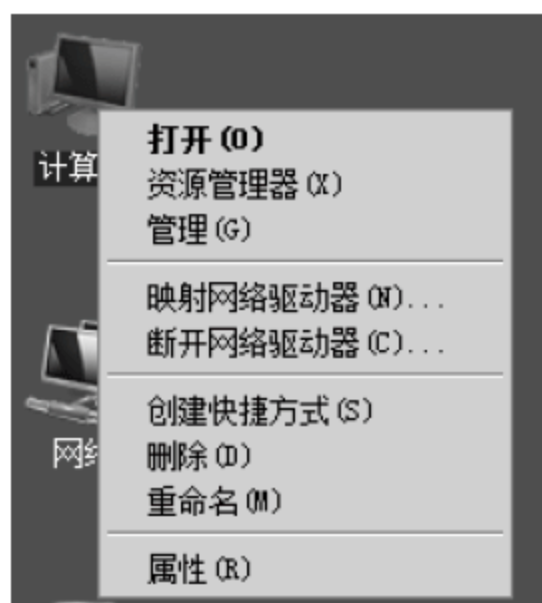 计算
打开(O)
资源管理器(X)
管理(G)
映射网络驱动器(N)...
断开网络驱动器(C)...
网
创建快捷方式(S)
删除(D)
重命名(M)
属性(R)